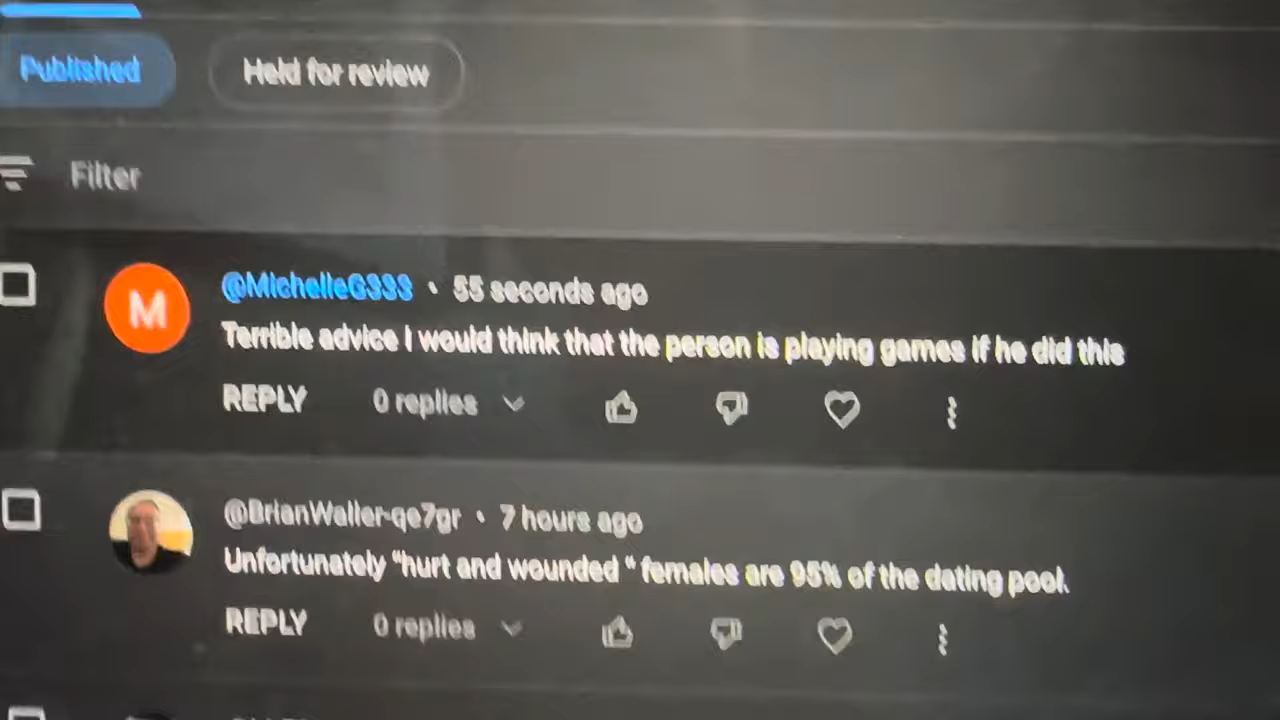 Published
Held for review
Filter
@MichelleG333 • 55 seconds ago
Terrible advice I would think that the person is playing games if he did this
REPLY 0 replies
@BrianWaller-qe7gr • 7 hours ago
Unfortunately "hurt and wounded " females are 95% of the dating pool.
REPLY 0 replies